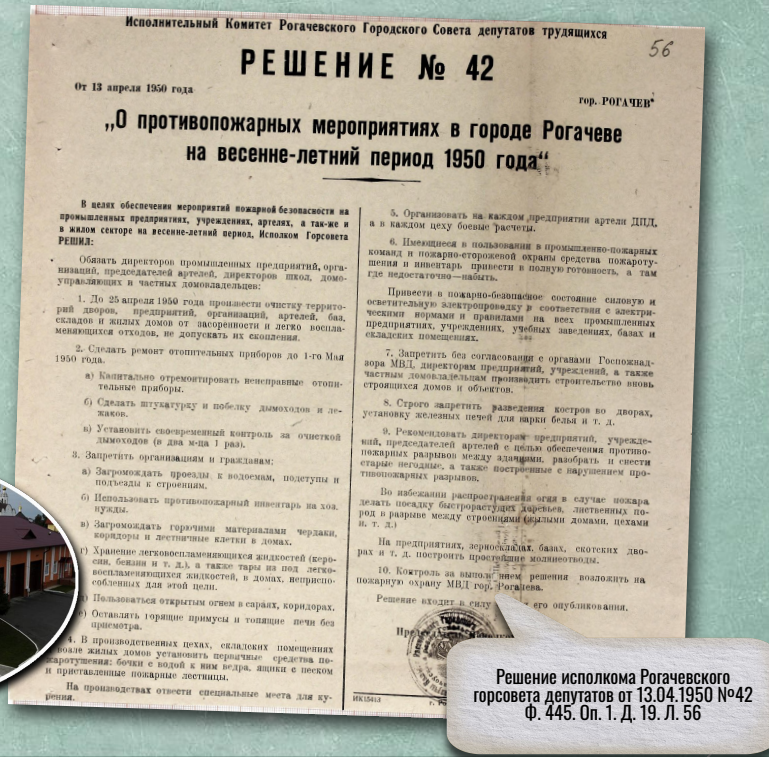 Исполнительный Комитет Рогачевского Городского Совета депутатов трудящихся
56
РЕШЕНИЕ № 42
От 13 апреля 1950 года
гор. РОГАЧЕВ
„О противопожарных мероприятиях в городе Рогачеве
на весенне-летний период 1950 года“
В целях обеспечения мероприятий пожарной безопасности на
промышленных предприятиях, учреждениях, артелях, а так-же и
в жилом секторе на весенне-летний период, Исполком Горсовета
РЕШИЛ:
Обязать директоров промышленных предприятий, орга-
низаций, председателей артелей, директоров школ, домо-
управляющих и частных домовладельцев:
1. До 25 апреля 1950 года произвести очистку террито-
рий дворов, предприятий, организаций, артелей, баз,
складов и жилых домов от засоренности и легко воспла-
меняющихся отходов, не допускать их скопления.
2. Сделать ремонт отопительных приборов до 1-го Мая
1950 года.
а) Капитально отремонтировать неисправные отопи-
тельные приборы.
б) Сделать штукатурку и побелку дымоходов и ле-
жаков.
в) Установить своевременный контроль за очисткой
дымоходов (в два м-ца 1 раз).
3. Запретить организациям и гражданам:
а) Загромождать проезды к водоемам, подступы и
подъезды к строениям.
б) Использовать противопожарный инвентарь на хоз.
нужды.
в) Загромождать горючими материалами чердаки,
коридоры и лестничные клетки в домах.
г) Хранение легковоспламеняющихся жидкостей (керо-
син, бензин и т. д.), а также тары из под легко-
воспламеняющихся жидкостей, в домах, неприспо-
собленных для этой цели.
) Пользоваться открытым огнем в сараях, коридорах.
е) Оставлять горящие примусы и топящие печи без
присмотра.
4. В производственных цехах, складских помещениях
возле жилых домов установить первичные средства по-
жаротушения: бочки с водой к ним ведра, ящики с песком
и приставленные пожарные лестницы.
На производствах отвести специальные места для ку-
рения.
5. Организовать на каждом предприятии артели ДПД,
а в каждом цеху боевые расчеты.
6. Имеющиеся в пользовании в промышленно-пожарных
команд и пожарно-сторожевой охраны средства пожароту-
шения и инвентарь привести в полную готовность, а там
где недостаточно—набыть.
Привести в пожарно-безопасное состояние силовую и
осветительную электропроводку в соответствии с электри-
ческими нормами и правилами на всех промышленных
предприятиях, учреждениях, учебных заведениях, базах и
складских помещениях.
7. Запретить без согласования с органами Госпожнад-
зора МВД, директорам предприятий, учреждений, а также
частным домовладельцам производить строительство вновь
строящихся домов и объектов.
8. Строго запретить разведения костров во дворах,
установку железных печей для варки белья и т. д.
9. Рекомендовать директорам предприятий, учрежде-
ний, председателей артелей с целью обеспечения противо-
пожарных разрывов между зданиями, разобрать и снести
старые негодные, а также построенные с нарушением про-
тивопожарных разрывов.
Во избежании распространения огня в случае пожара
делать посадку быстрорастущих деревьев, лиственных по-
род в разрыве между строениями (жилыми домами, цехами
и, т. д.)
На предприятиях, зерноскладах, базах, скотских дво-
рах и т. д. построить простейшие молниеотводы.
10. Контроль за выполнением решения возложить на
пожарную охрану МВД гор. Рогачева.
Решение входит в силу его опубликования.
ИК15413
Решение исполкома Рогачевского
горсовета депутатов от 13.04.1950 №42
Ф. 445. Оп. 1. Д. 19. Л. 56